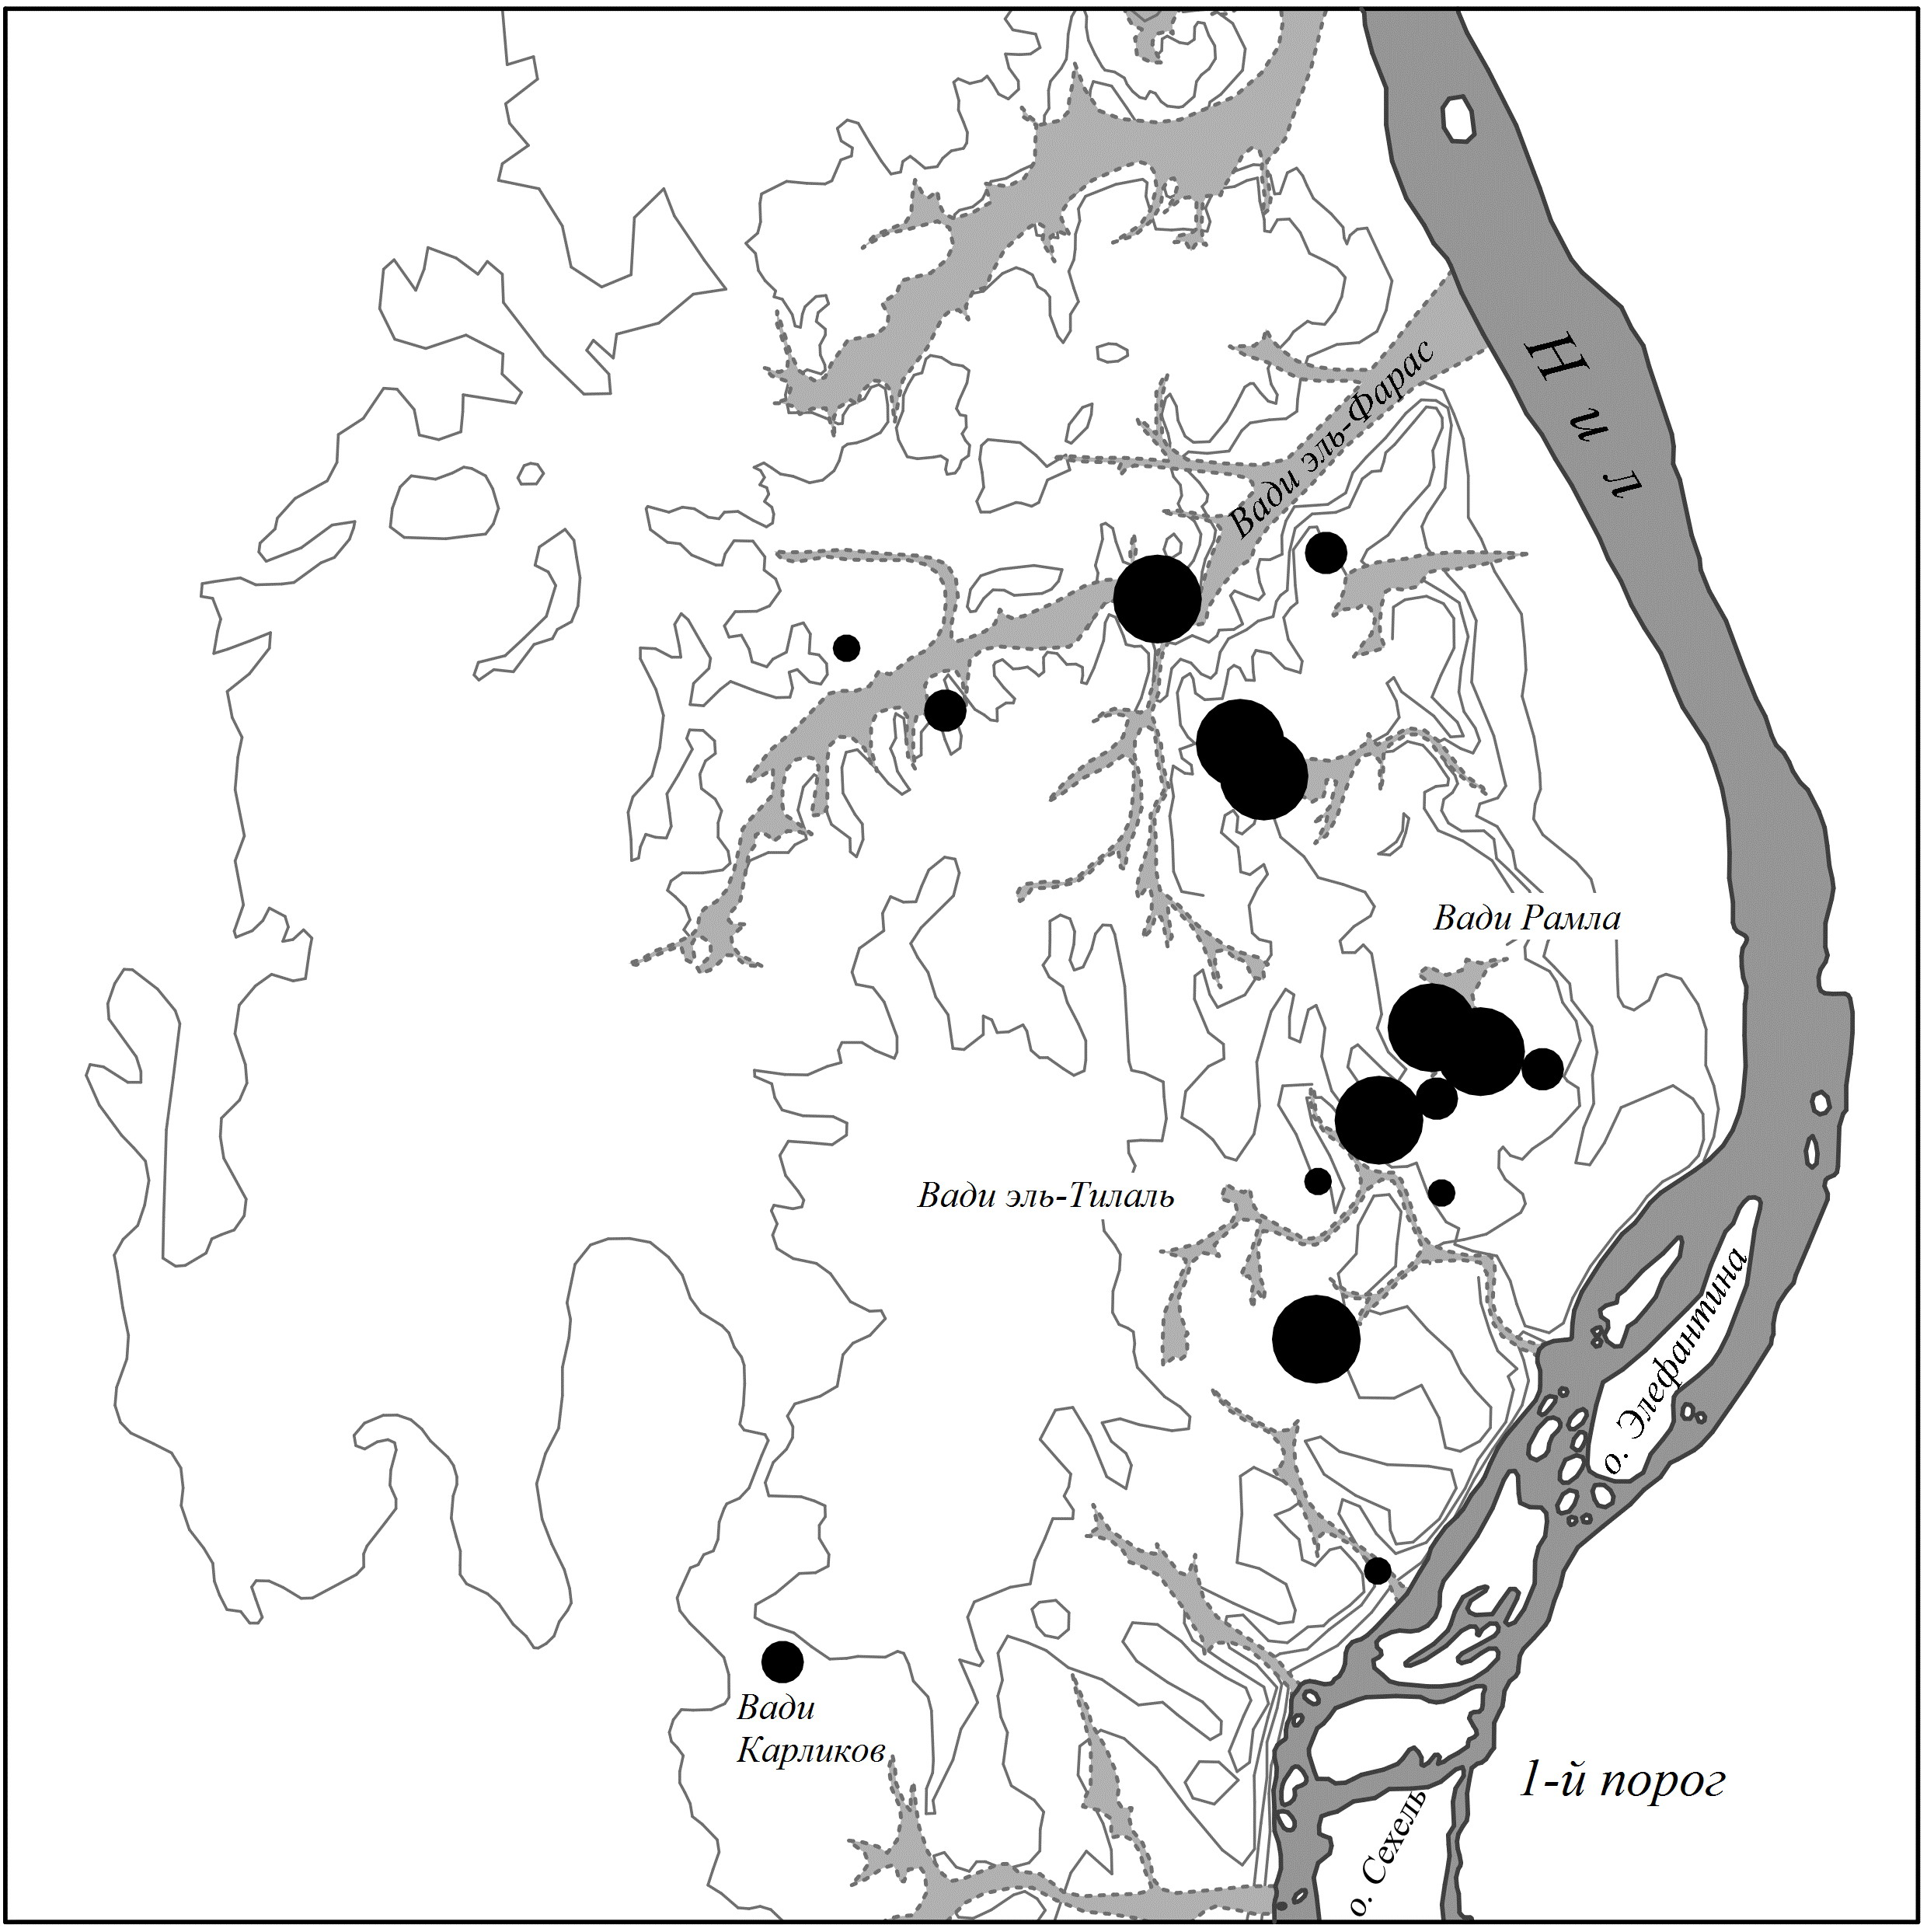 Нил
Вади эль-Фарас
Вади Рамла
Вади эль-Тилаль
о. Элефантина
Вади
Карликов
1-й порог
о. Сехель